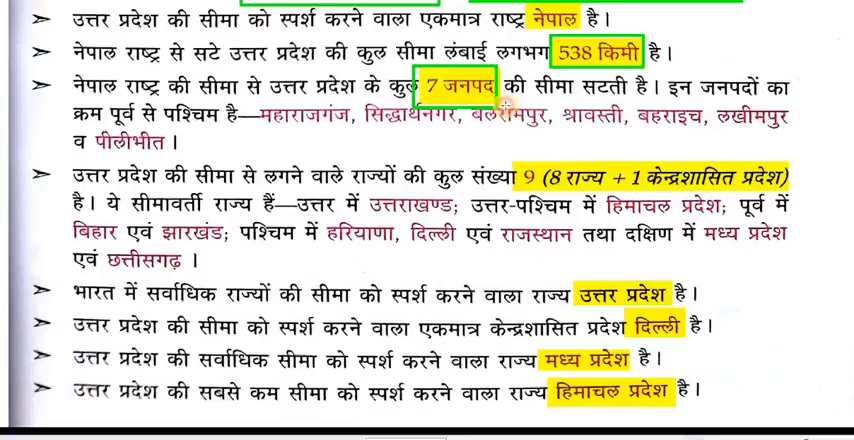 ➢ उत्तर प्रदेश की सीमा को स्पर्श करने वाला एकमात्र राष्ट्र नेपाल है।
➢ नेपाल राष्ट्र से सटे उत्तर प्रदेश की कुल सीमा लंबाई लगभग 538 किमी है।
➢ नेपाल राष्ट्र की सीमा से उत्तर प्रदेश के कुल 7 जनपद की सीमा सटती है। इन जनपदों का
क्रम पूर्व से पश्चिम है—महाराजगंज, सिद्धार्थनगर, बलरामपुर, श्रावस्ती, बहराइच, लखीमपुर
व पीलीभीत।
➢ उत्तर प्रदेश की सीमा से लगने वाले राज्यों की कुल संख्या 9 (8 राज्य + 1 केन्द्रशासित प्रदेश)
है। ये सीमावर्ती राज्य हैं—उत्तर में उत्तराखण्ड; उत्तर-पश्चिम में हिमाचल प्रदेश; पूर्व में
बिहार एवं झारखंड; पश्चिम में हरियाणा, दिल्ली एवं राजस्थान तथा दक्षिण में मध्य प्रदेश
एवं छत्तीसगढ़।
➢ भारत में सर्वाधिक राज्यों की सीमा को स्पर्श करने वाला राज्य उत्तर प्रदेश है।
➢ उत्तर प्रदेश की सीमा को स्पर्श करने वाला एकमात्र केन्द्रशासित प्रदेश दिल्ली है।
➢ उत्तर प्रदेश की सर्वाधिक सीमा को स्पर्श करने वाला राज्य मध्य प्रदेश है।
➢ उत्तर प्रदेश की सबसे कम सीमा को स्पर्श करने वाला राज्य हिमाचल प्रदेश है।